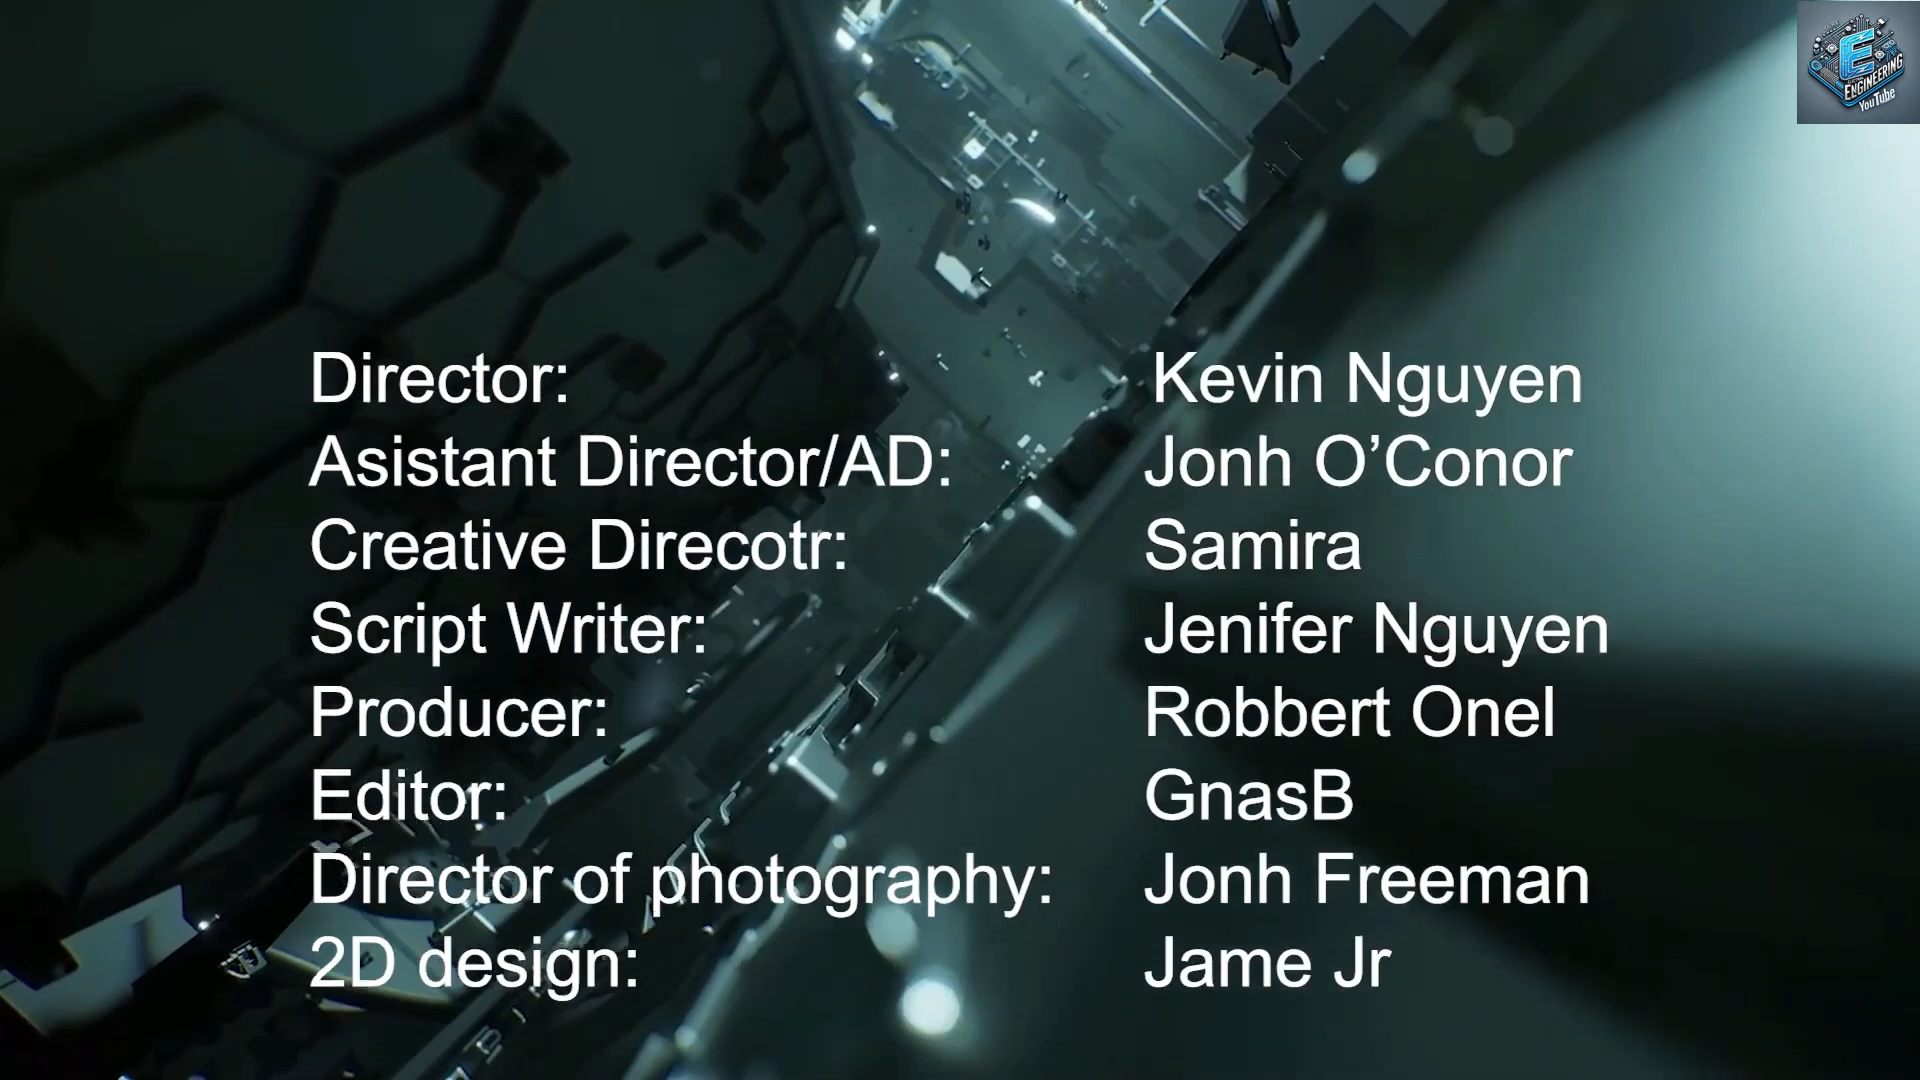 E
ENGINEERING
YouTube
Director: Kevin Nguyen
Asistant Director/AD: Jonh O’Conor
Creative Direcotr: Samira
Script Writer: Jenifer Nguyen
Producer: Robbert Onel
Editor: GnasB
Director of photography: Jonh Freeman
2D design: Jame Jr